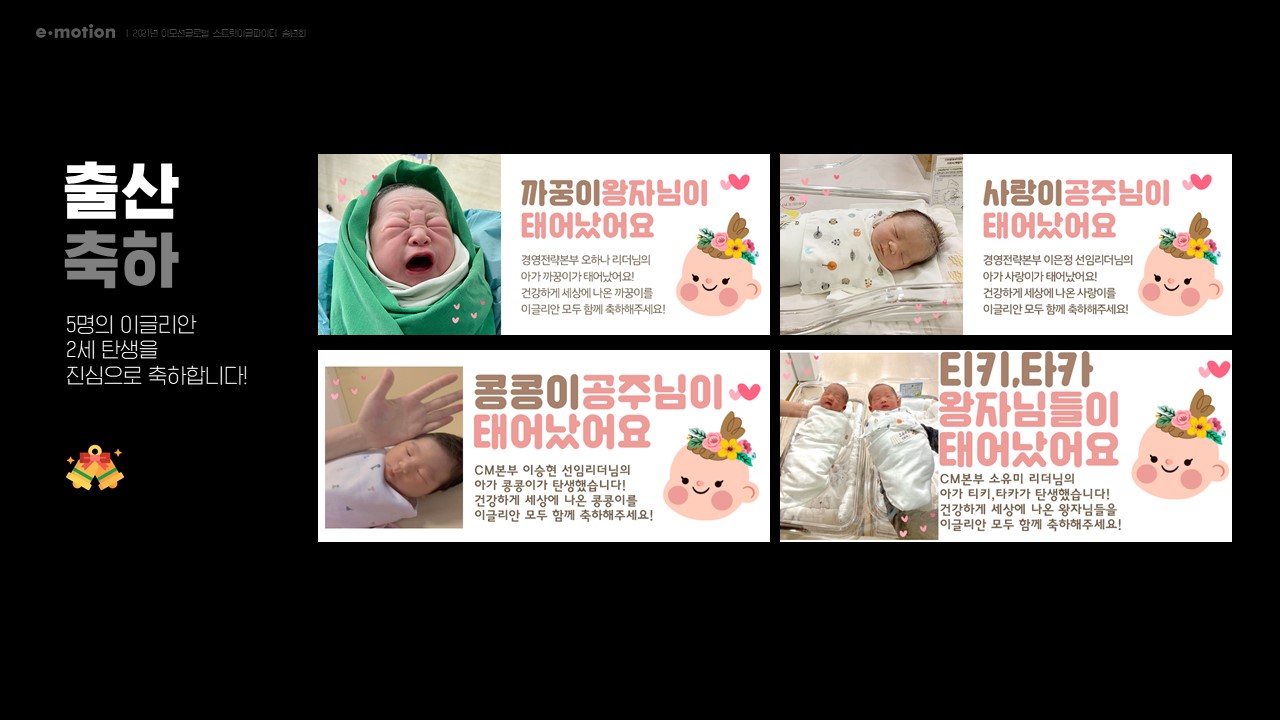 e•motion | 2021년 이모션글로벌 스트릿이글파이터 송년회
출산
축하
5명의 이글리안
2세 탄생을
진심으로 축하합니다!
까꿍이왕자님이
태어났어요
경영전략본부 오하나 리더님의
아가 까꿍이가 태어났어요!
건강하게 세상에 나온 까꿍이를
이글리안 모두 함께 축하해주세요!
사랑이공주님이
태어났어요
경영전략본부 이은정 선임리더님의
아가 사랑이가 태어났어요!
건강하게 세상에 나온 사랑이를
이글리안 모두 함께 축하해주세요!
콩콩이공주님이
태어났어요
CM본부 이승현 선임리더님의
아가 콩콩이가 탄생했습니다!
건강하게 세상에 나온 콩콩이를
이글리안 모두 함께 축하해주세요!
티키,타카
왕자님들이
태어났어요
CM본부 소유미 리더님의
아가 티키,타카가 탄생했습니다!
건강하게 세상에 나온 왕자님들을
이글리안 모두 함께 축하해주세요!